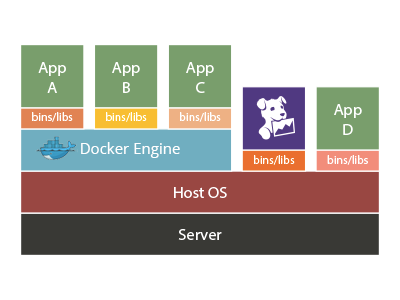 App
A
App
B
App
C
App
D
bins/libs
bins/libs
bins/libs
bins/libs
bins/libs
Docker Engine
Host OS
Server